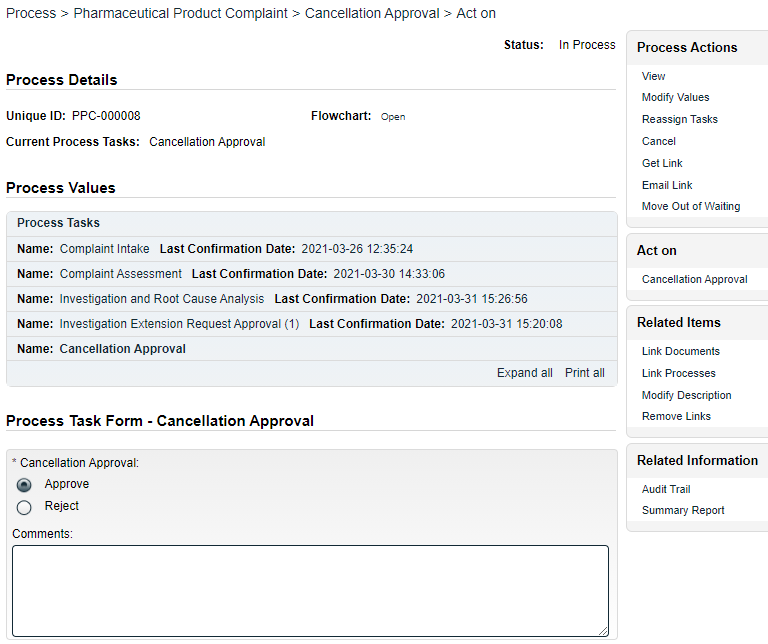 Process > Pharmaceutical Product Complaint > Cancellation Approval > Act on
Status: In Process
Process Details
Unique ID: PPC-000008 Flowchart: Open
Current Process Tasks: Cancellation Approval
Process Values
Process Tasks
Name: Complaint Intake Last Confirmation Date: 2021-03-26 12:35:24
Name: Complaint Assessment Last Confirmation Date: 2021-03-30 14:33:06
Name: Investigation and Root Cause Analysis Last Confirmation Date: 2021-03-31 15:26:56
Name: Investigation Extension Request Approval (1) Last Confirmation Date: 2021-03-31 15:20:08
Name: Cancellation Approval
Expand all Print all
Process Task Form - Cancellation Approval
* Cancellation Approval:
Approve
Reject
Comments:
Process Actions
View
Modify Values
Reassign Tasks
Cancel
Get Link
Email Link
Move Out of Waiting
Act on
Cancellation Approval
Related Items
Link Documents
Link Processes
Modify Description
Remove Links
Related Information
Audit Trail
Summary Report